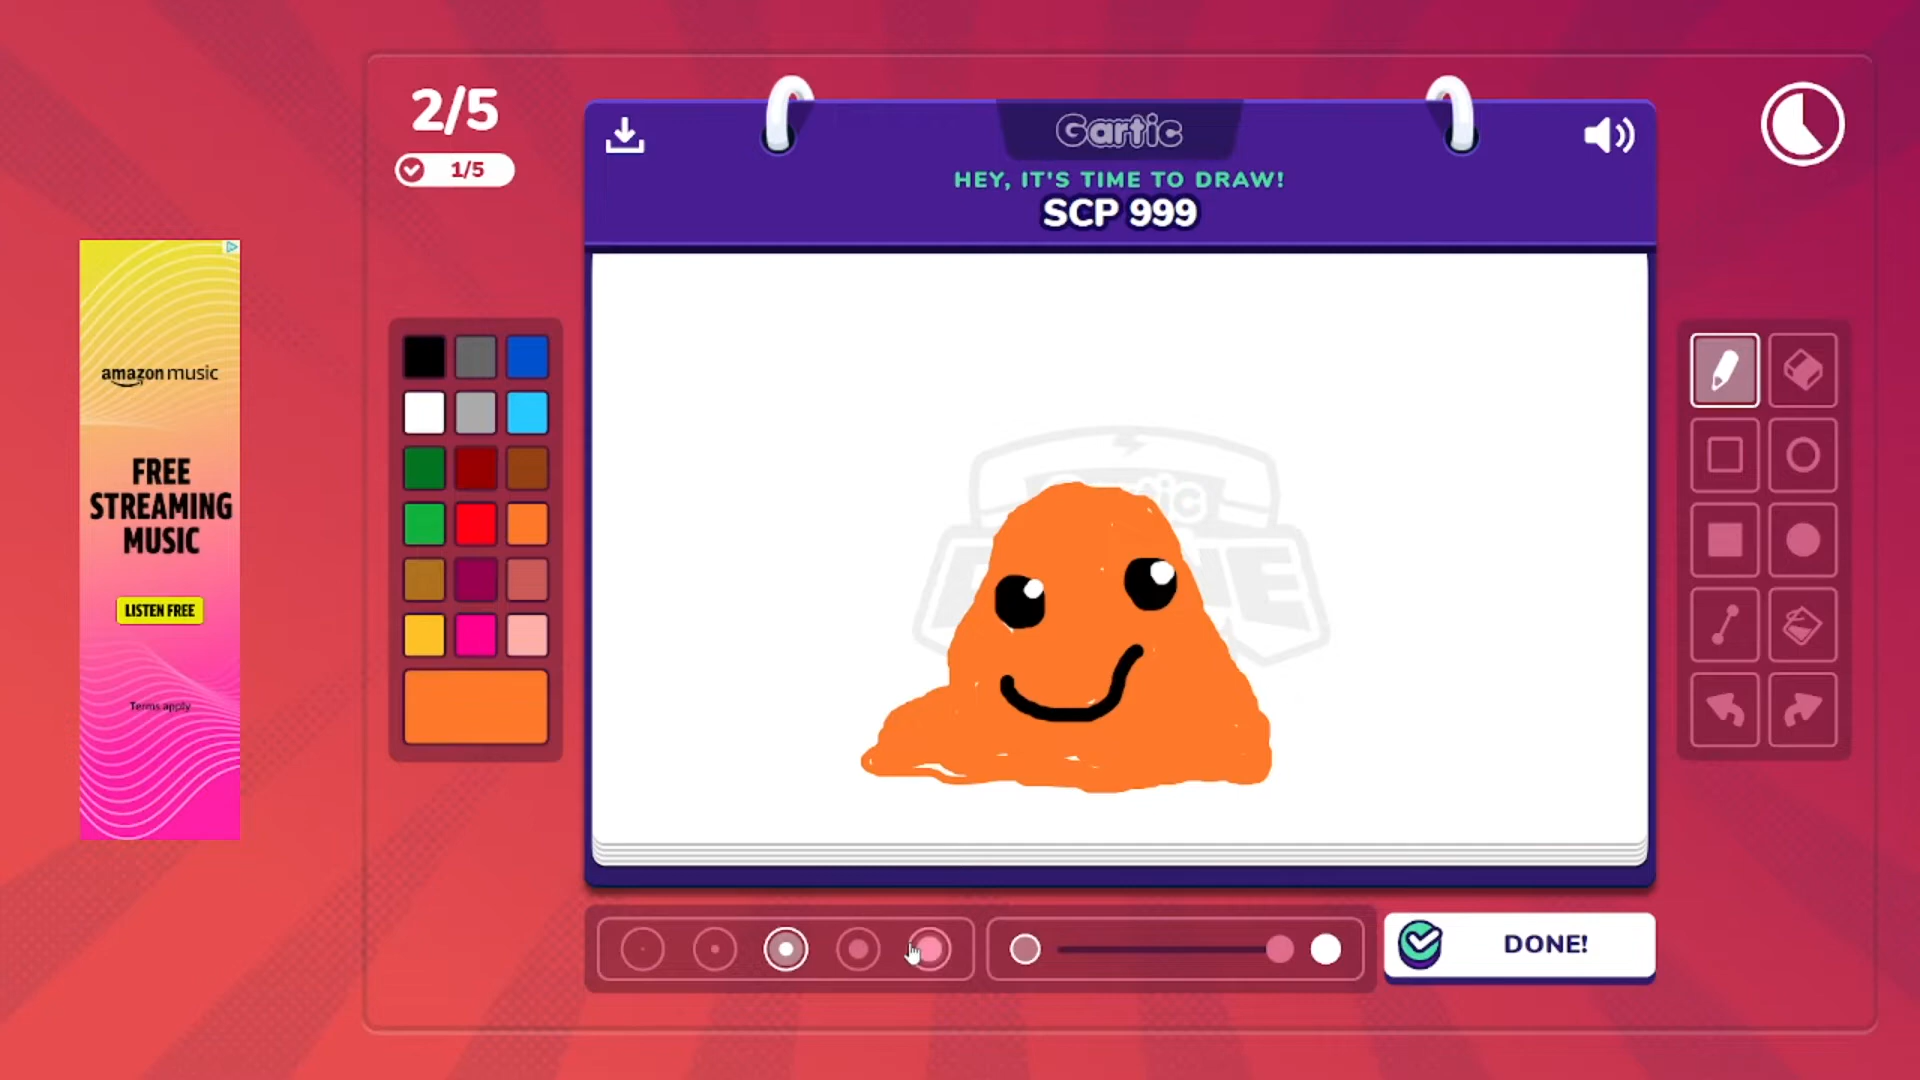 2/5
1/5
Gartic
HEY, IT'S TIME TO DRAW!
SCP 999
amazon music
FREE
STREAMING
MUSIC
LISTEN FREE
Terms apply
DONE!